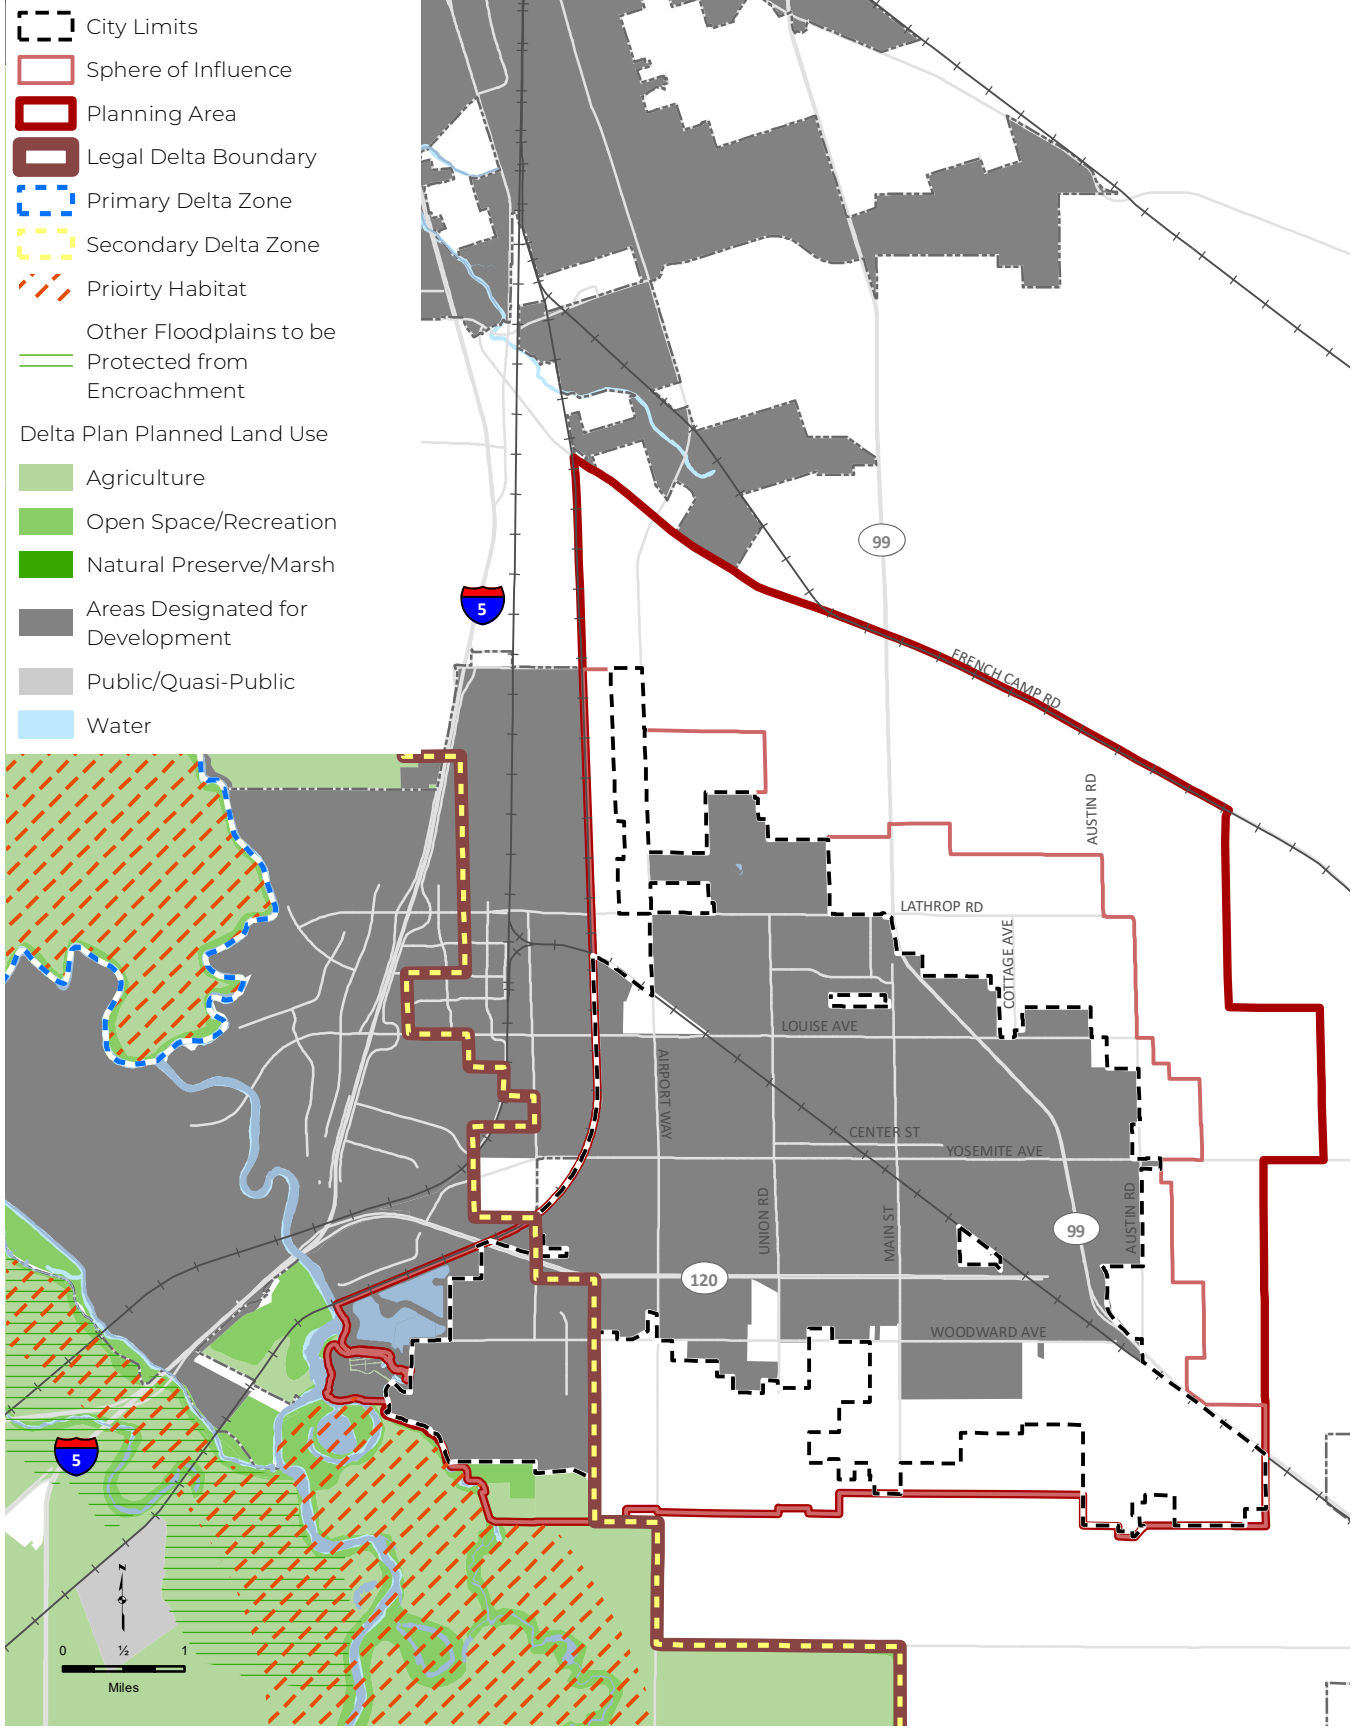 City Limits
Sphere of Influence
Planning Area
Legal Delta Boundary
Primary Delta Zone
Secondary Delta Zone
Prioirty Habitat
Other Floodplains to be
Protected from
Encroachment
Delta Plan Planned Land Use
Agriculture
Open Space/Recreation
Natural Preserve/Marsh
Areas Designated for
Development
Public/Quasi-Public
Water
99
5
FRENCH CAMP RD
AUSTIN RD
LATHROP RD
COTTAGE AVE
LOUISE AVE
AIRPORT WAY
CENTER ST
YOSEMITE AVE
UNION RD
MAIN ST
AUSTIN RD
99
120
WOODWARD AVE
5
Z
0 ½ 1
Miles